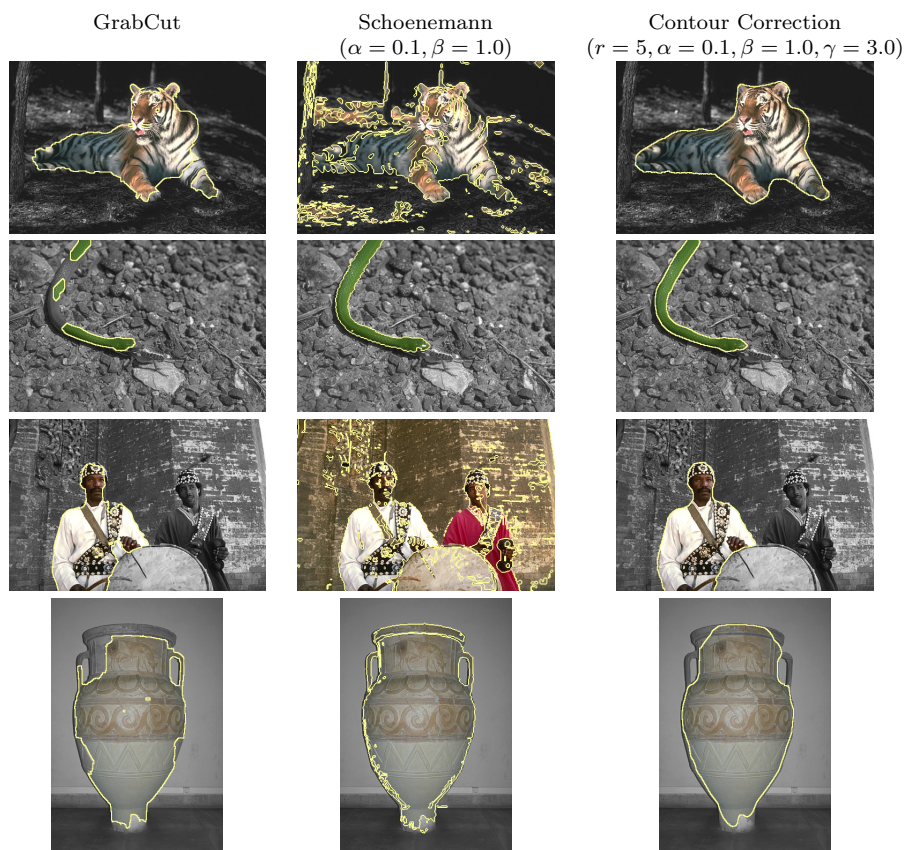 GrabCut
Schoenemann
(α = 0.1, β = 1.0)
Contour Correction
(r = 5, α = 0.1, β = 1.0, γ = 3.0)